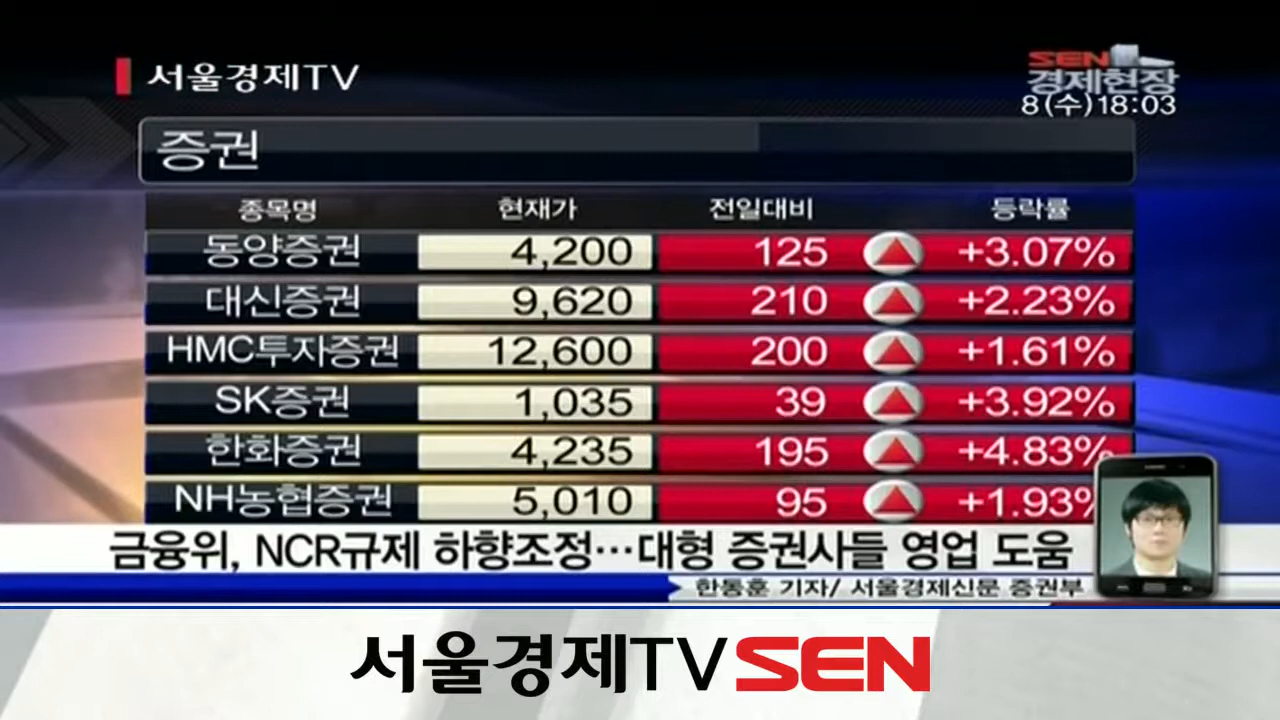 서울경제TV
SEN
경제현장
8(수)18:03
증권
종목명 현재가 전일대비 등락률
동양증권 4,200 125 +3.07%
대신증권 9,620 210 +2.23%
HMC투자증권 12,600 200 +1.61%
SK증권 1,035 39 +3.92%
한화증권 4,235 195 +4.83%
NH농협증권 5,010 95 +1.93%
금융위, NCR규제 하향조정…대형 증권사들 영업 도움
한동훈 기자/ 서울경제신문 증권부
서울경제TV SEN